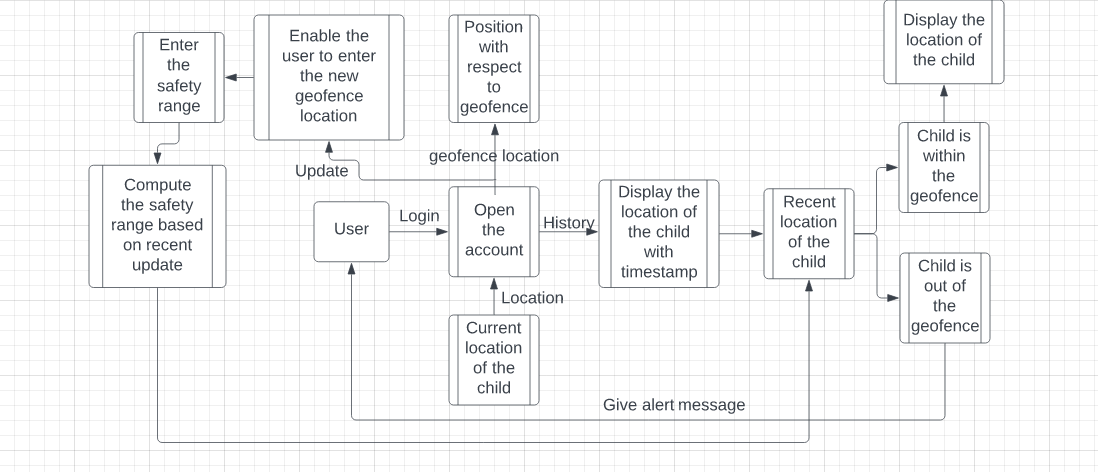 Enter
the
safety
range
Enable the
user to enter
the new
geofence
location
Position
with
respect
to
geofence
Display the
location of
the child
geofence location
Update
Compute
the safety
range based
on recent
update
User
Login
Open
the
account
History
Display the
location of
the child
with
timestamp
Recent
location
of the
child
Child is
within
the
geofence
Child is
out of
the
geofence
Location
Current
location
of the
child
Give alert message